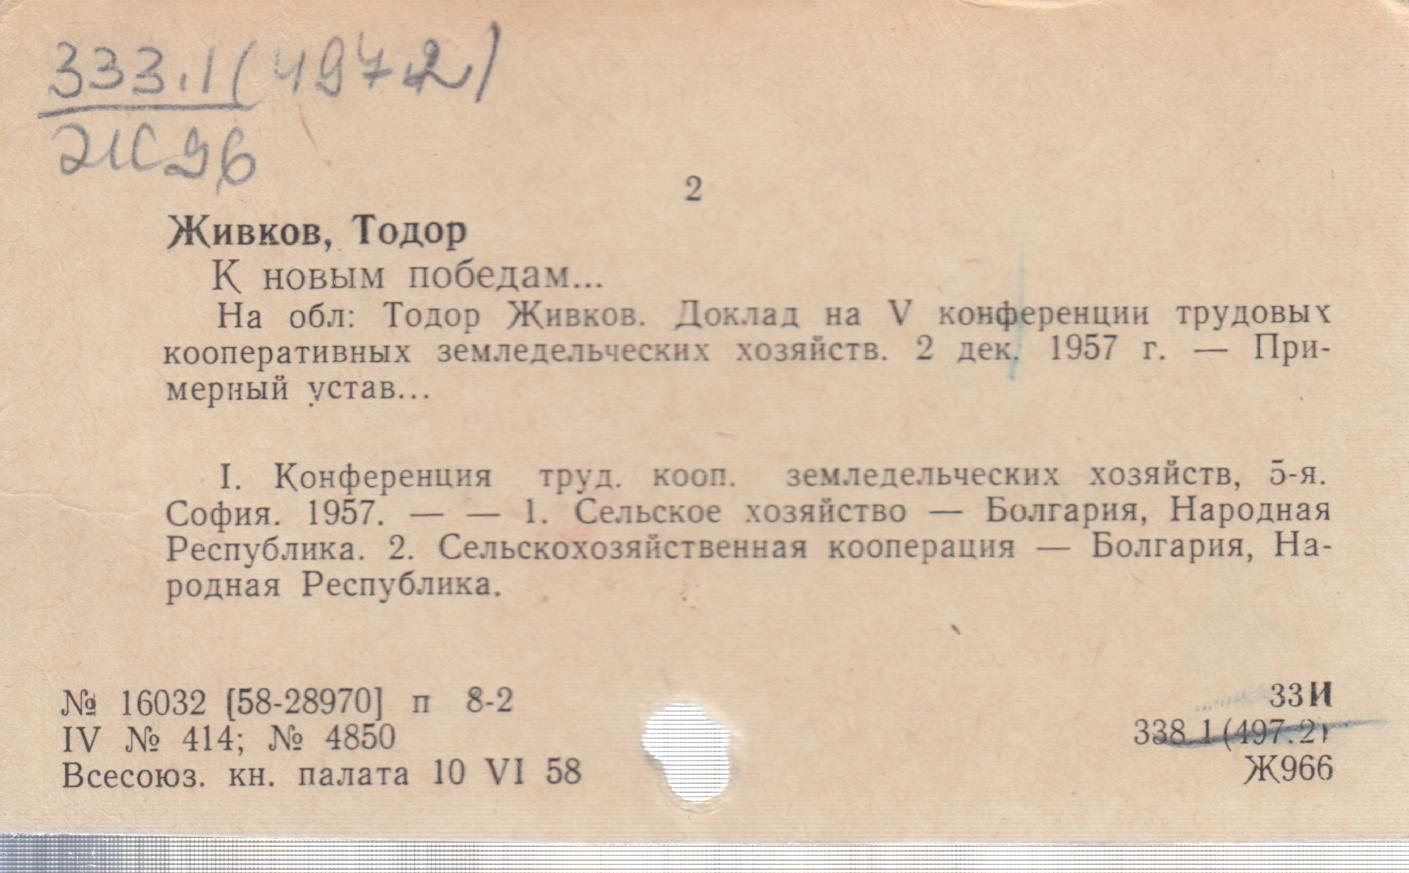 333.1(497.2)
Ж96
2
Живков, Тодор
К новым победам...
На обл: Тодор Живков. Доклад на V конференции трудовых
кооперативных земледельческих хозяйств. 2 дек. 1957 г. — При-
мерный устав...
I. Конференция труд. кооп. земледельческих хозяйств, 5-я.
София. 1957. — — 1. Сельское хозяйство — Болгария, Народная
Республика. 2. Сельскохозяйственная кооперация — Болгария, На-
родная Республика.
№ 16032 [58-28970] п 8-2
33И
IV № 414; № 4850
338.1(497.2)
Всесоюз. кн. палата 10 VI 58
Ж966